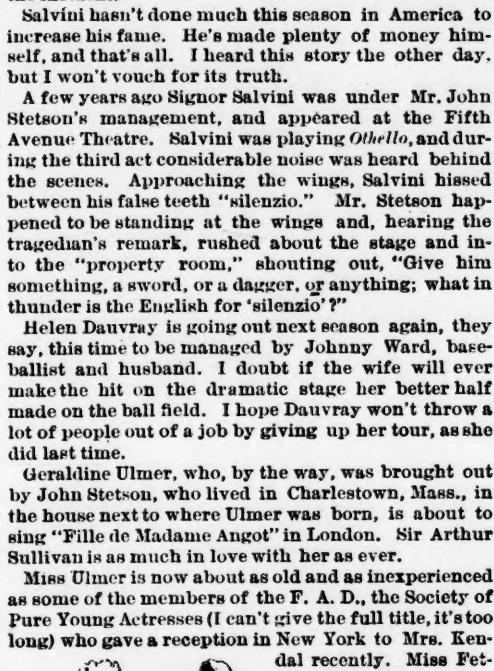 Salvini hasn't done much this season in America to
increase his fame. He's made plenty of money him-
self, and that's all. I heard this story the other day,
but I won't vouch for its truth.
A few years ago Signor Salvini was under Mr. John
Stetson's management, and appeared at the Fifth
Avenue Theatre. Salvini was playing Othello, and dur-
ing the third act considerable noise was heard behind
the scenes. Approaching the wings, Salvini hissed
between his false teeth "silenzio." Mr. Stetson hap-
pened to be standing at the wings and, hearing the
tragedian's remark, rushed about the stage and in-
to the "property room," shouting out, "Give him
something, a sword, or a dagger, or anything; what in
thunder is the English for 'silenzio'?"
Helen Dauvray is going out next season again, they
say, this time to be managed by Johnny Ward, base-
ballist and husband. I doubt if the wife will ever
make the hit on the dramatic stage her better half
made on the ball field. I hope Dauvray won't throw a
lot of people out of a job by giving up her tour, as she
did last time.
Geraldine Ulmer, who, by the way, was brought out
by John Stetson, who lived in Charlestown, Mass., in
the house next to where Ulmer was born, is about to
sing "Fille de Madame Angot" in London. Sir Arthur
Sullivan is as much in love with her as ever.
Miss Ulmer is now about as old and as inexperienced
as some of the members of the F. A. D., the Society of
Pure Young Actresses (I can't give the full title, it's too
long) who gave a reception in New York to Mrs. Ken-
dal recently. Miss Fet-